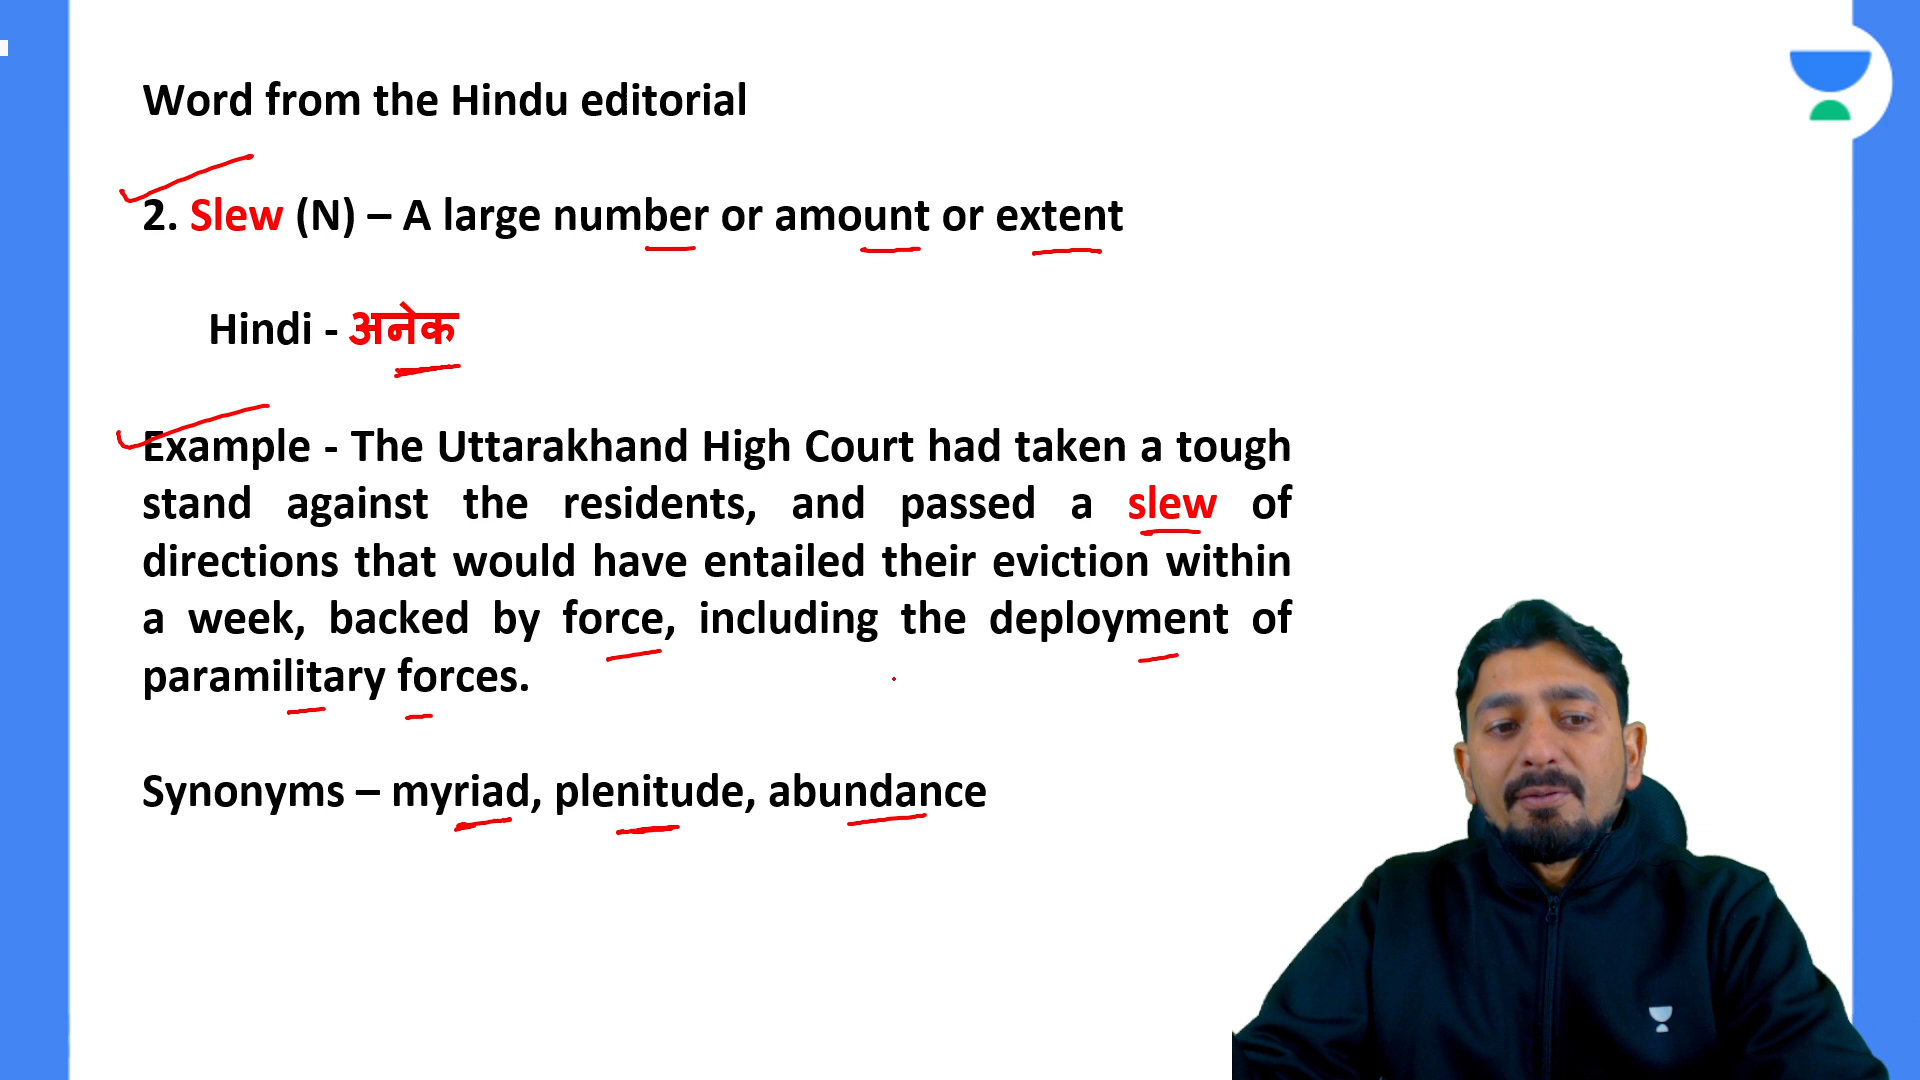 Word from the Hindu editorial
2. Slew (N) – A large number or amount or extent
Hindi - अनेक
Example - The Uttarakhand High Court had taken a tough
stand against the residents, and passed a slew of
directions that would have entailed their eviction within
a week, backed by force, including the deployment of
paramilitary forces.
Synonyms – myriad, plenitude, abundance